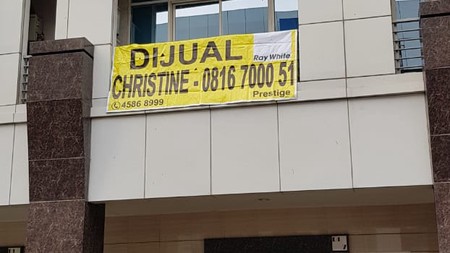 DIJUAL
Ray White
CHRISTINE - 0816 7000 51
4586 8999
Prestige